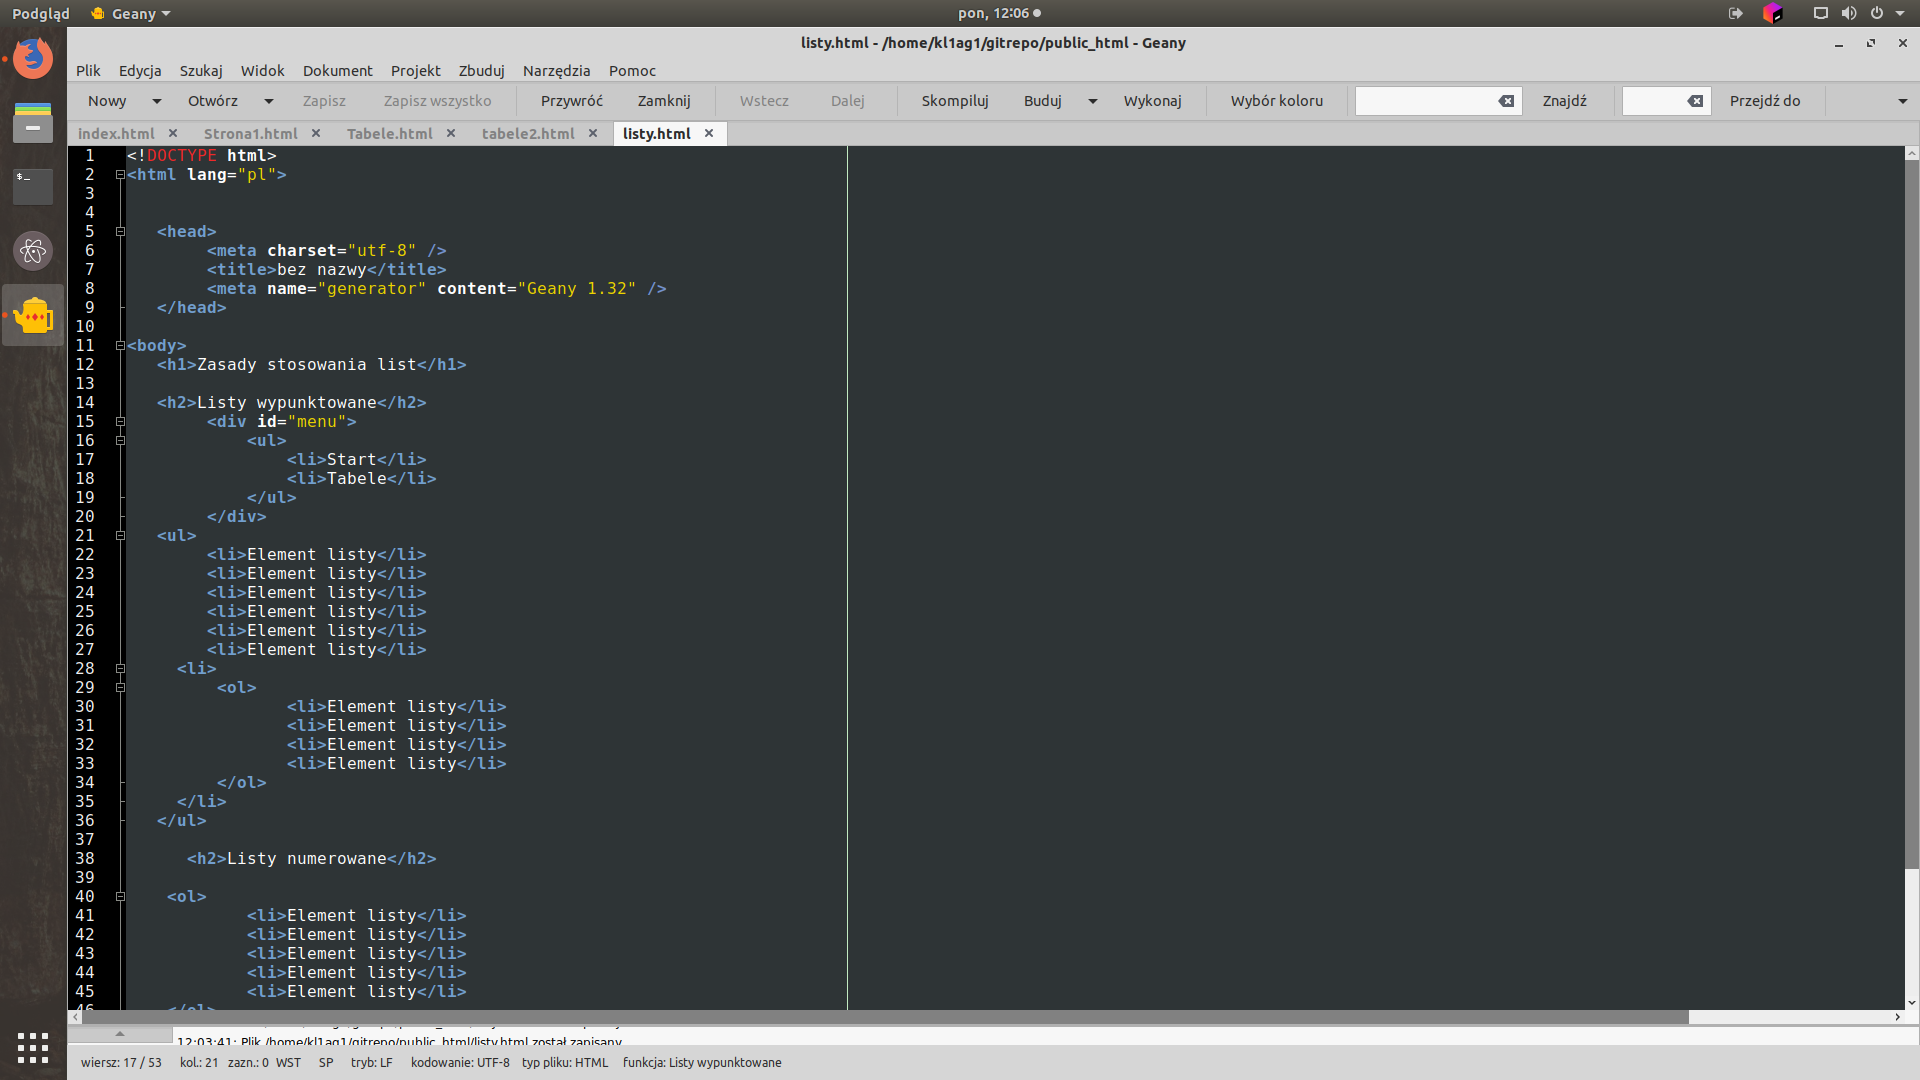 Podgląd Geany pon, 12:06
listy.html - /home/kl1ag1/gitrepo/public_html - Geany
Plik Edycja Szukaj Widok Dokument Projekt Zbuduj Narzędzia Pomoc
Nowy Otwórz Zapisz Zapisz wszystko Przywróć Zamknij Wstecz Dalej Skompiluj Buduj Wykonaj Wybór koloru Znajdź Przejdź do
index.html Strona1.html Tabele.html tabele2.html listy.html
1 <!DOCTYPE html>
2 <html lang="pl">
3
4
5 <head>
6 <meta charset="utf-8" />
7 <title>bez nazwy</title>
8 <meta name="generator" content="Geany 1.32" />
9 </head>
10
11 <body>
12 <h1>Zasady stosowania list</h1>
13
14 <h2>Listy wypunktowane</h2>
15 <div id="menu">
16 <ul>
17 <li>Start</li>
18 <li>Tabele</li>
19 </ul>
20 </div>
21 <ul>
22 <li>Element listy</li>
23 <li>Element listy</li>
24 <li>Element listy</li>
25 <li>Element listy</li>
26 <li>Element listy</li>
27 <li>Element listy</li>
28 <li>
29 <ol>
30 <li>Element listy</li>
31 <li>Element listy</li>
32 <li>Element listy</li>
33 <li>Element listy</li>
34 </ol>
35 </li>
36 </ul>
37
38 <h2>Listy numerowane</h2>
39
40 <ol>
41 <li>Element listy</li>
42 <li>Element listy</li>
43 <li>Element listy</li>
44 <li>Element listy</li>
45 <li>Element listy</li>
46 </ol>
12:03:41: Plik /home/kl1ag1/gitrepo/public_html/listy.html został zapisany
wiersz: 17 / 53 kol.: 21 zazn.: 0 WST SP tryb: LF kodowanie: UTF-8 typ pliku: HTML funkcja: Listy wypunktowane